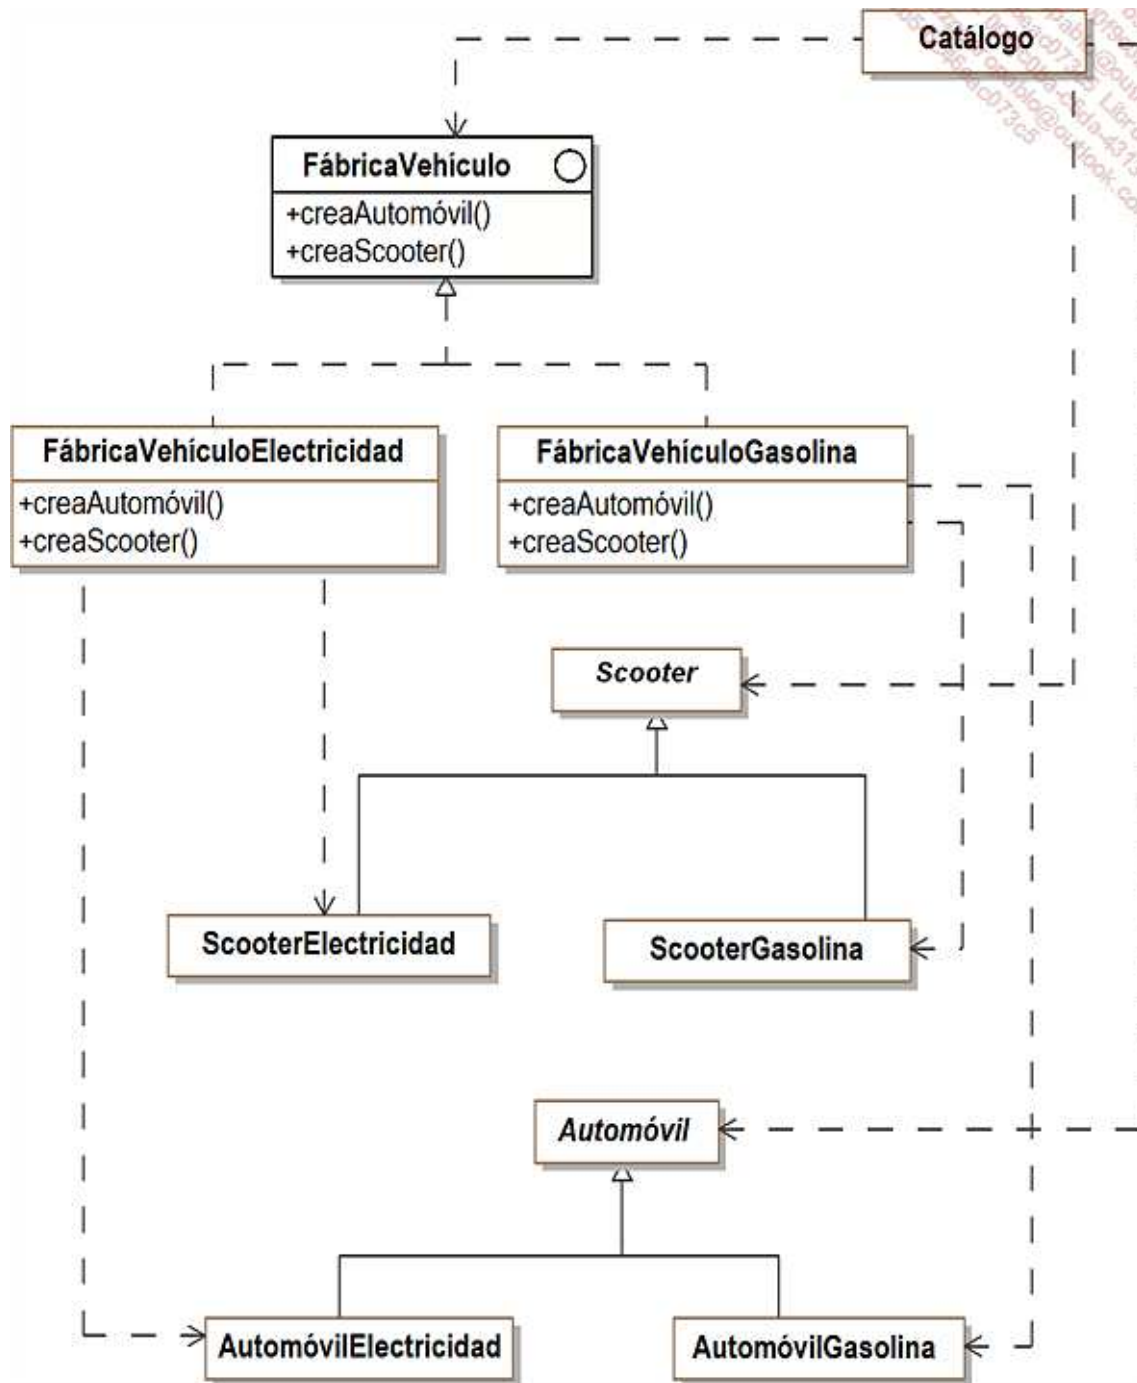 Catálogo
FábricaVehículo
+creaAutomóvil()
+creaScooter()
FábricaVehículoElectricidad
+creaAutomóvil()
+creaScooter()
FábricaVehículoGasolina
+creaAutomóvil()
+creaScooter()
Scooter
ScooterElectricidad
ScooterGasolina
Automóvil
AutomóvilElectricidad
AutomóvilGasolina